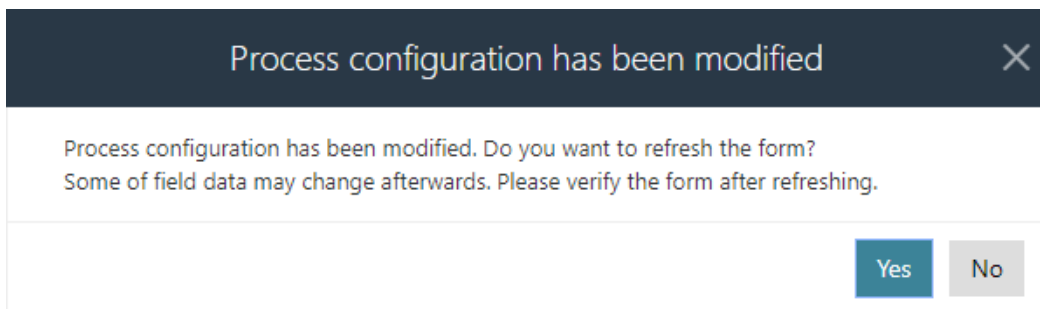 Process configuration has been modified
Process configuration has been modified. Do you want to refresh the form?
Some of field data may change afterwards. Please verify the form after refreshing.
Yes No